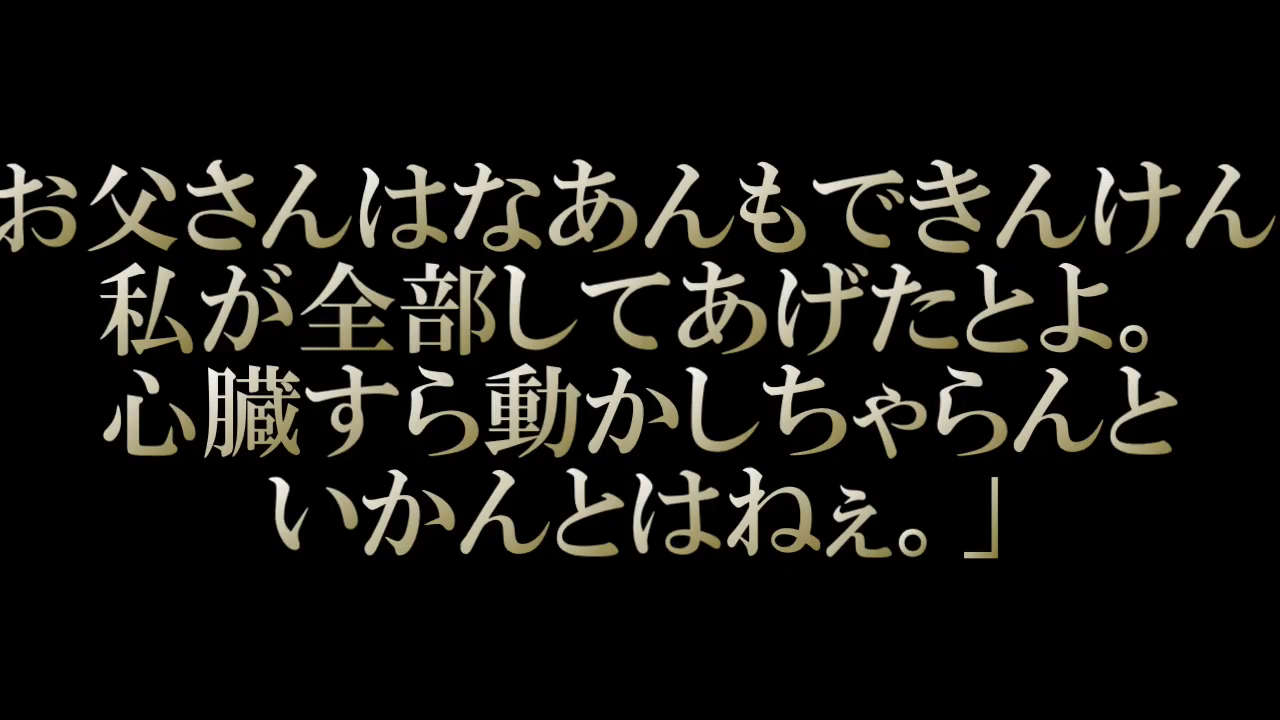 お父さんはなあんもできんけん
私が全部してあげたとよ。
心臓すら動かしちゃらんと
いかんとはねぇ。」